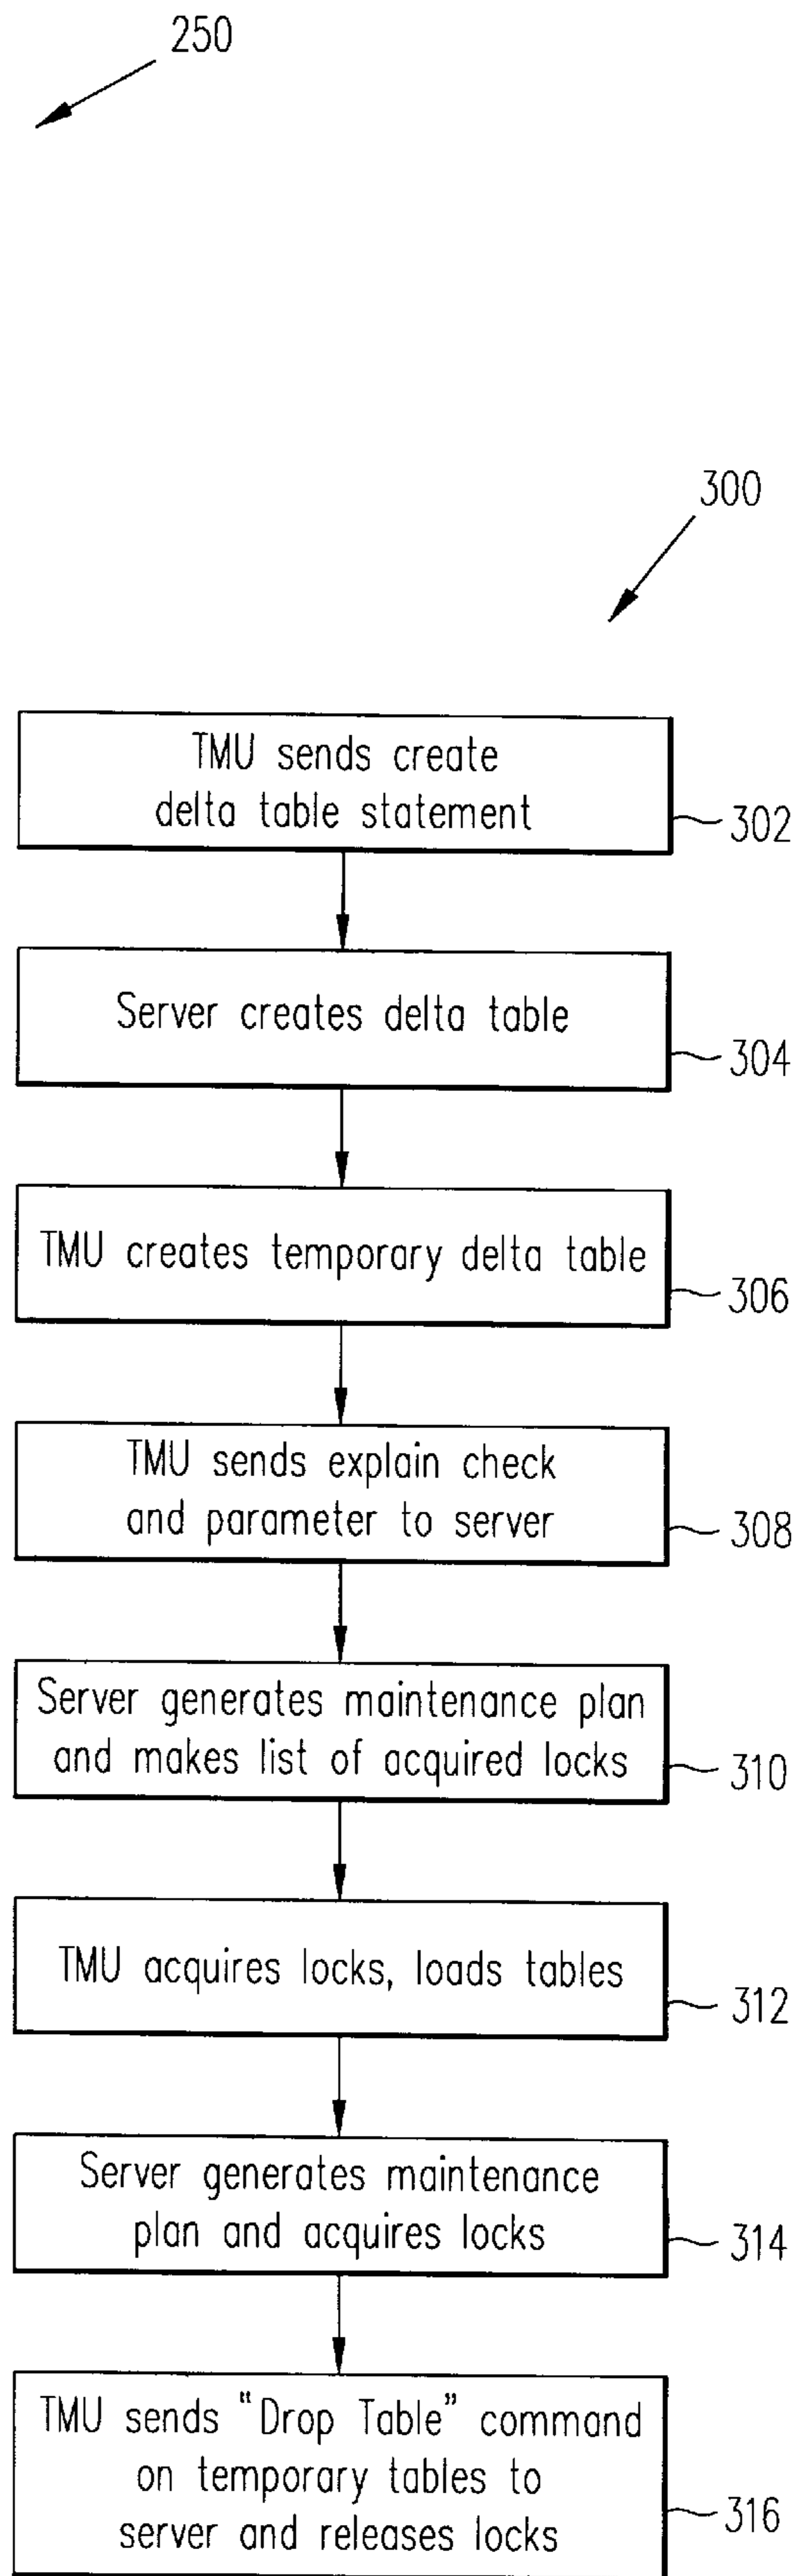 250
300
TMU sends create
delta table statement
302
Server creates delta table
304
TMU creates temporary delta table
306
TMU sends explain check
and parameter to server
308
Server generates maintenance plan
and makes list of acquired locks
310
TMU acquires locks, loads tables
312
Server generates maintenance
plan and acquires locks
314
TMU sends "Drop Table" command
on temporary tables to
server and releases locks
316